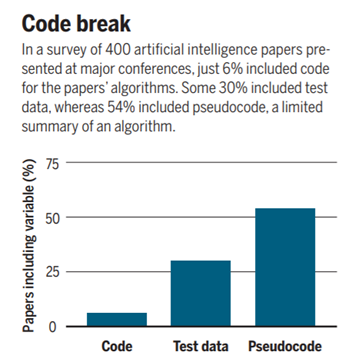 Code break
In a survey of 400 artificial intelligence papers pre-
sented at major conferences, just 6% included code
for the papers' algorithms. Some 30% included test
data, whereas 54% included pseudocode, a limited
summary of an algorithm.
Papers including variable (%)
75
50
25
0
Code Test data Pseudocode